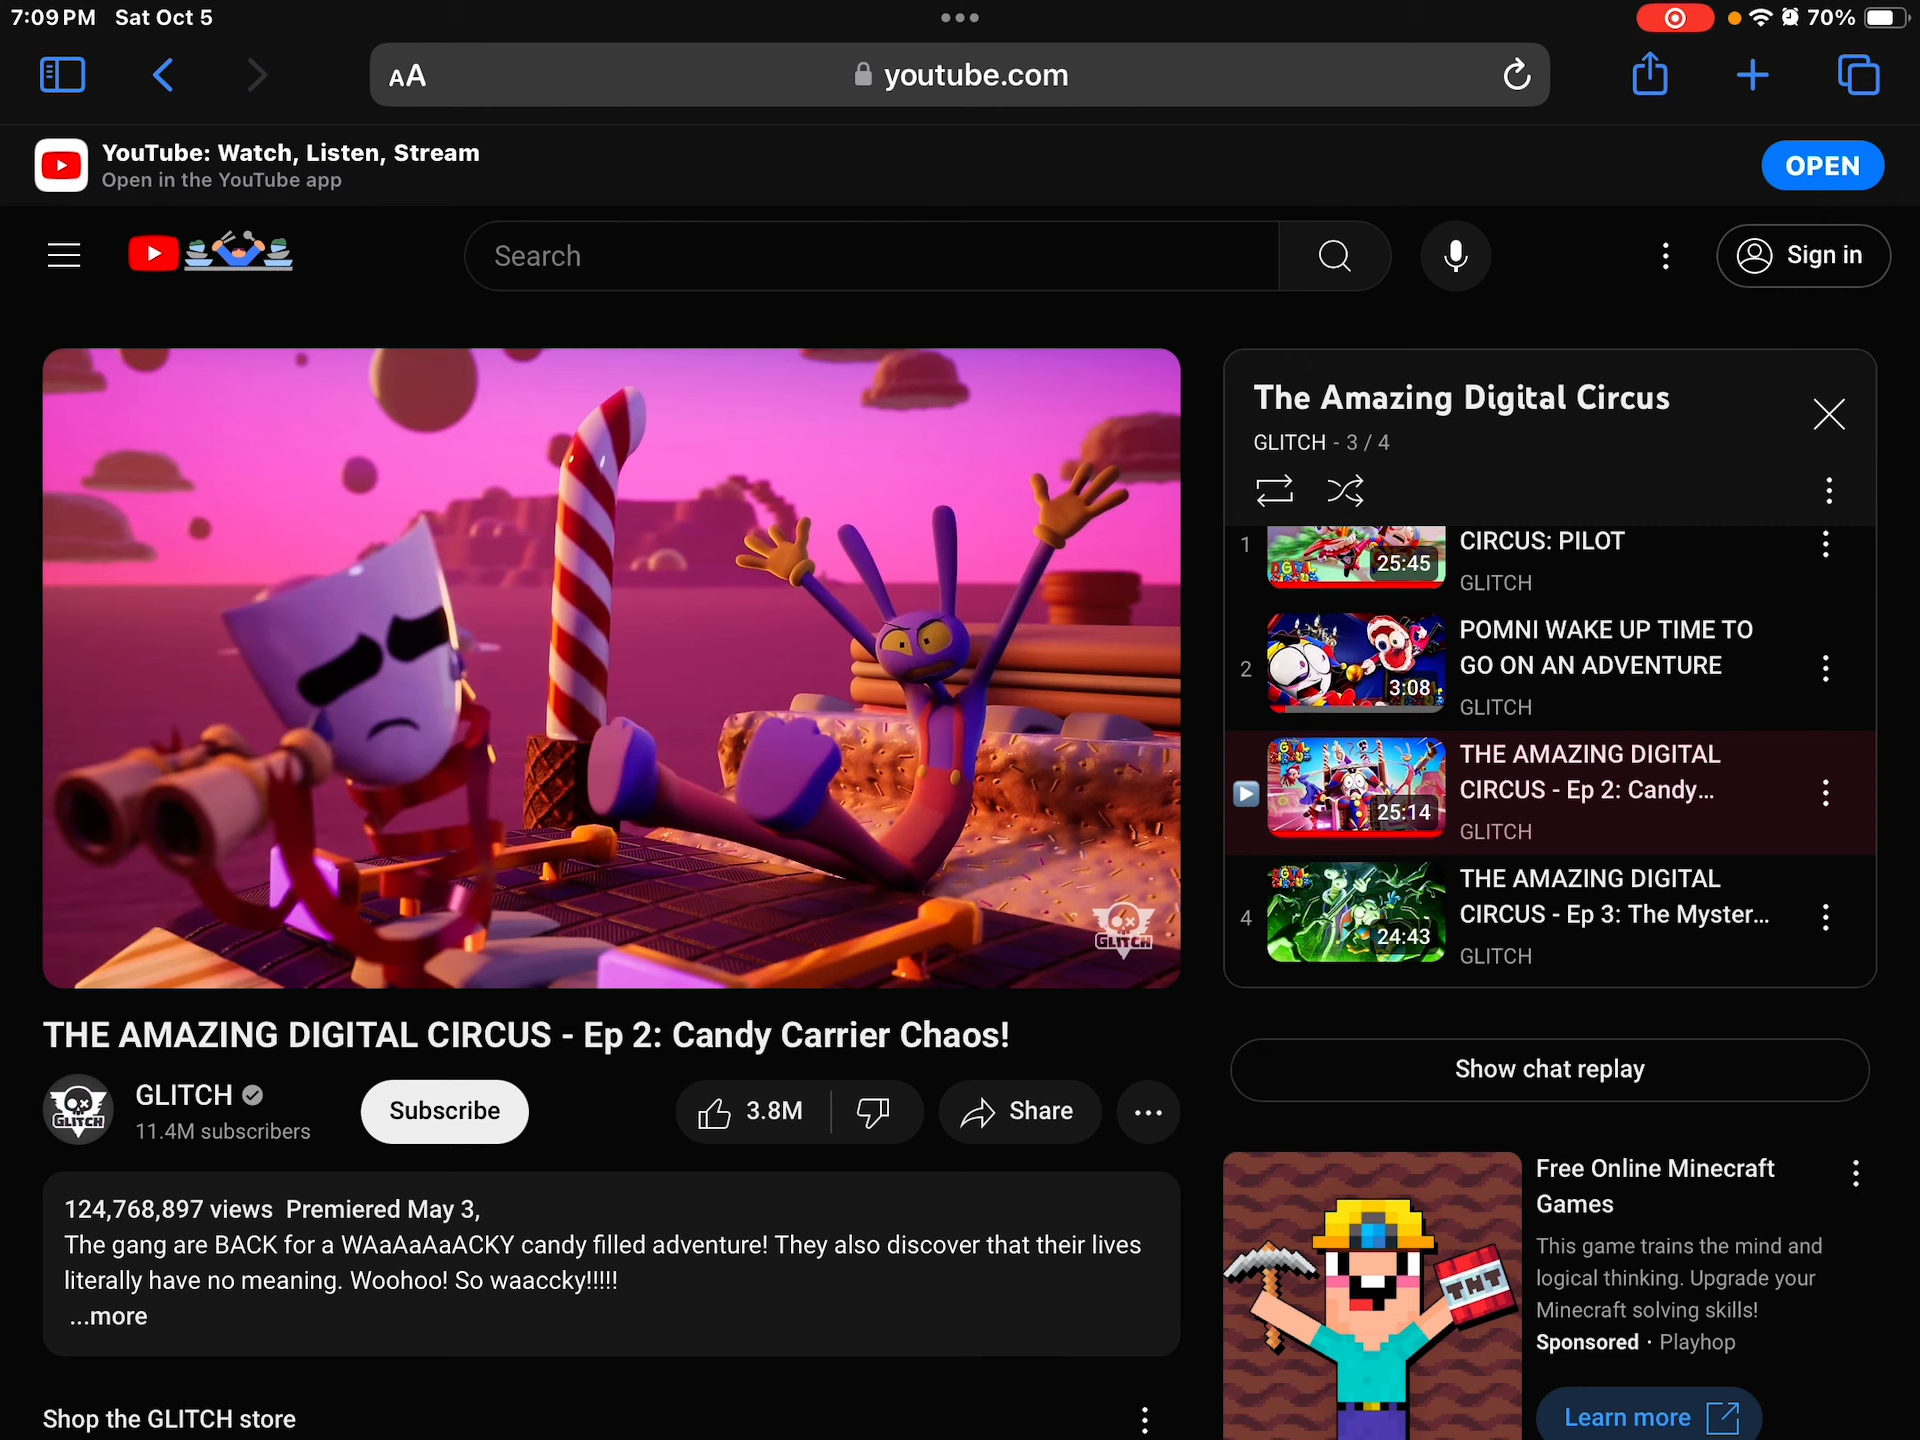 7:09 PM Sat Oct 5
70%
AA
youtube.com
YouTube: Watch, Listen, Stream
Open in the YouTube app
OPEN
Search
Sign in
GLITCH
The Amazing Digital Circus
GLITCH - 3 / 4
1
25:45
CIRCUS: PILOT
GLITCH
2
3:08
POMNI WAKE UP TIME TO
GO ON AN ADVENTURE
GLITCH
25:14
THE AMAZING DIGITAL
CIRCUS - Ep 2: Candy...
GLITCH
4
24:43
THE AMAZING DIGITAL
CIRCUS - Ep 3: The Myster...
GLITCH
THE AMAZING DIGITAL CIRCUS - Ep 2: Candy Carrier Chaos!
GLITCH
GLITCH
11.4M subscribers
Subscribe
3.8M
Share
124,768,897 views Premiered May 3,
The gang are BACK for a WAaAaAaACKY candy filled adventure! They also discover that their lives
literally have no meaning. Woohoo! So waaccky!!!!!
...more
Shop the GLITCH store
Show chat replay
TNT
Free Online Minecraft
Games
This game trains the mind and
logical thinking. Upgrade your
Minecraft solving skills!
Sponsored · Playhop
Learn more